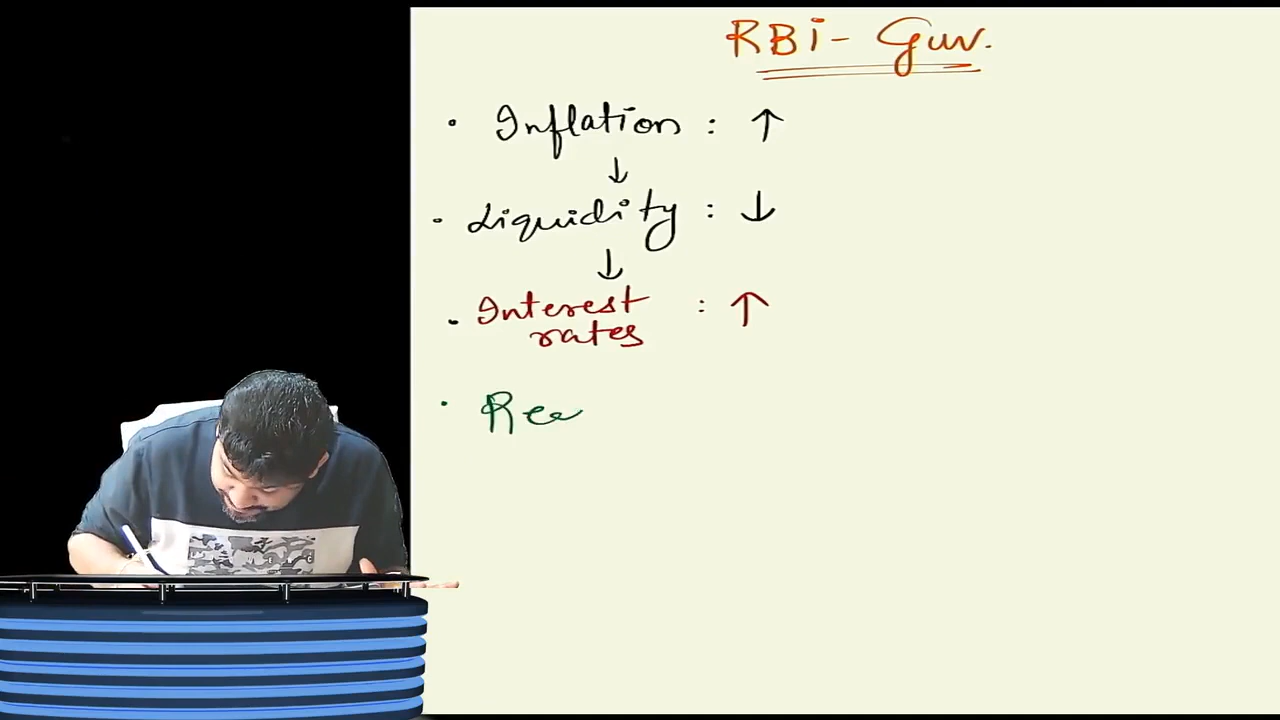 RBi - Guv.
• Inflation : ↑
↓
• Liquidity : ↓
↓
• Interest : ↑
rates
• Ree